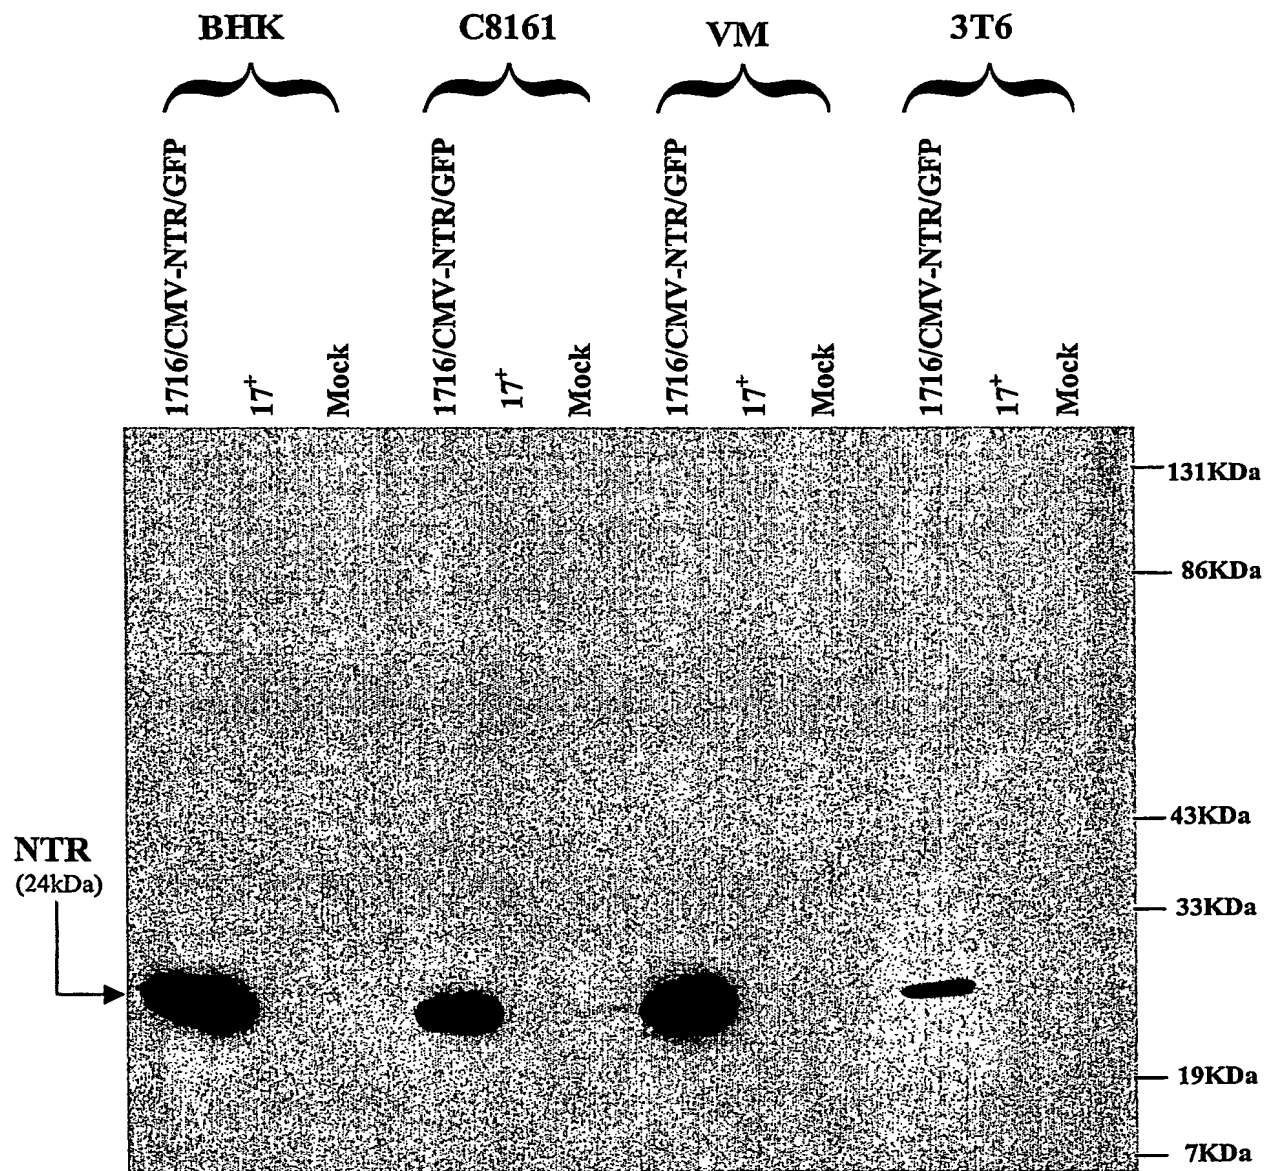 BHK C8161 VM 3T6
1716/CMV-NTR/GFP 17+ Mock 1716/CMV-NTR/GFP 17+ Mock 1716/CMV-NTR/GFP 17+ Mock 1716/CMV-NTR/GFP 17+ Mock
131KDa
86KDa
43KDa
NTR
(24kDa)
33KDa
19KDa
7KDa